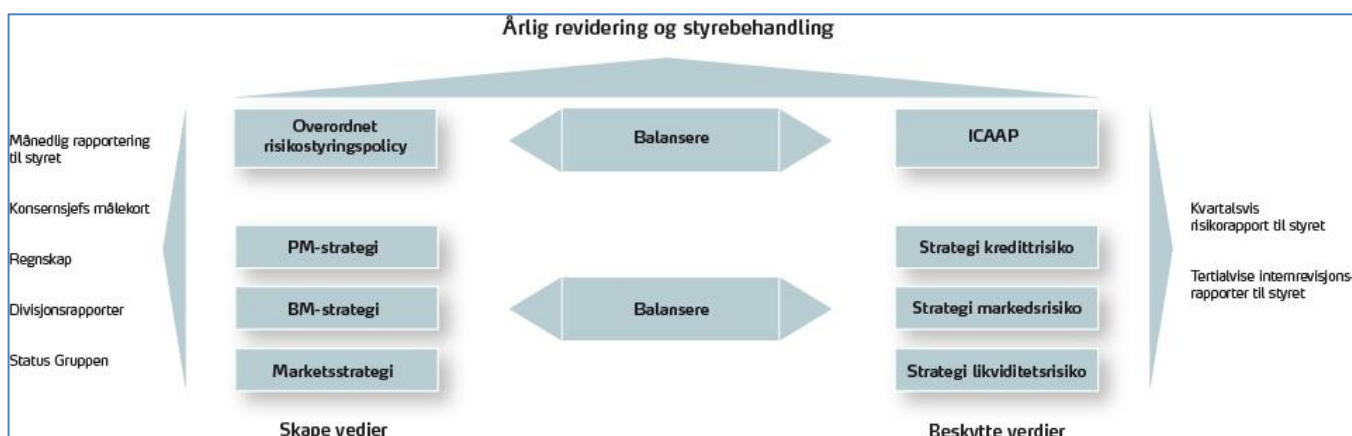 Årlig revidering og styrebehandling
Månedlig rapportering
til styret
Konsernsjefs målekort
Regnskap
Divisjonsrapporter
Status Gruppen
Overordnet
risikostyringspolicy
Balansere
ICAAP
PM-strategi
BM-strategi
Marketsstrategi
Balansere
Strategi kredittrisiko
Strategi markedsrisiko
Strategi likviditetsrisiko
Kvartalsvis
risikorapport til styret
Tertialvise internrevisjons-
rapporter til styret
Skape vedier
Beskytte verdier